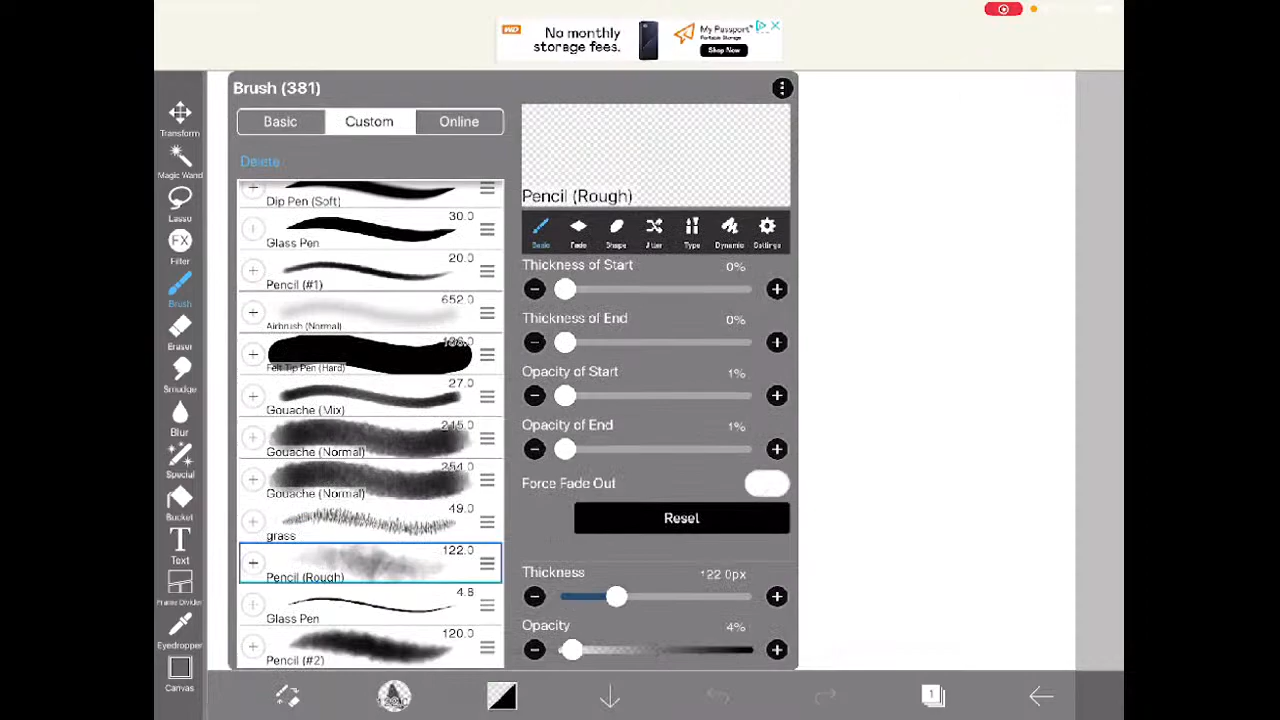 WD
No monthly
storage fees.
My Passport™
Portable Storage
Shop Now
Brush (381)
Basic
Custom
Online
Delete
Dip Pen (Soft)
30.0
Glass Pen
20.0
Pencil (#1)
652.0
Airbrush (Normal)
Felt Tip Pen (Hard)
27.0
Gouache (Mix)
245.0
Gouache (Normal)
254.0
Gouache (Normal)
49.0
grass
122.0
Pencil (Rough)
4.8
Glass Pen
120.0
Pencil (#2)
Pencil (Rough)
Basic
Fade
Shape
Jitter
Type
Dynamic
Settings
Thickness of Start
0%
Thickness of End
0%
Opacity of Start
1%
Opacity of End
1%
Force Fade Out
Reset
Thickness
122.0px
Opacity
4%
Transform
Magic Wand
Lasso
FX
Filter
Brush
Eraser
Smudge
Blur
Special
Bucket
Text
Frame Divider
Eyedropper
Canvas
1